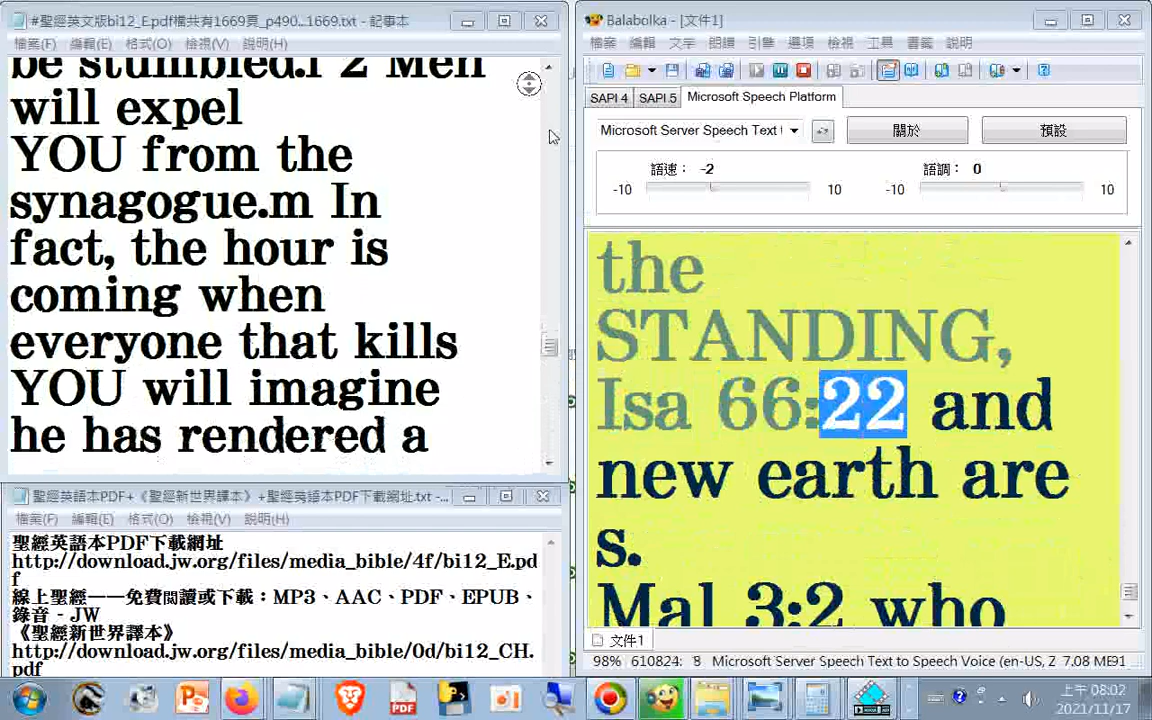 #聖經英文版bi12_E.pdf檔共有1669頁_p490...1669.txt - 記事本
檔案(F) 編輯(E) 格式(O) 檢視(V) 說明(H)
be stumbled.l 2 Men
will expel
YOU from the
synagogue.m In
fact, the hour is
coming when
everyone that kills
YOU will imagine
he has rendered a
聖經英語本PDF+《聖經新世界譯本》+聖經英語本PDF下載網址.txt -...
檔案(F) 編輯(E) 格式(O) 檢視(V) 說明(H)
聖經英語本PDF下載網址
http://download.jw.org/files/media_bible/4f/bi12_E.pd
f
線上聖經——免費閱讀或下載：MP3、AAC、PDF、EPUB、
錄音 - JW
《聖經新世界譯本》
http://download.jw.org/files/media_bible/0d/bi12_CH.
pdf
Balabolka - [文件1]
檔案 編輯 文字 朗讀 引擎 選項 檢視 工具 書籤 說明
SAPI 4 SAPI 5 Microsoft Speech Platform
Microsoft Server Speech Text 關於 預設
語速： -2 語調： 0
-10 10 -10 10
the
STANDING,
Isa 66:22 and
new earth are
s.
Mal 3:2 who
文件1
98% 610824: 8 Microsoft Server Speech Text to Speech Voice (en-US, Z 7.08 ME91
上午 08:02
2021/11/17